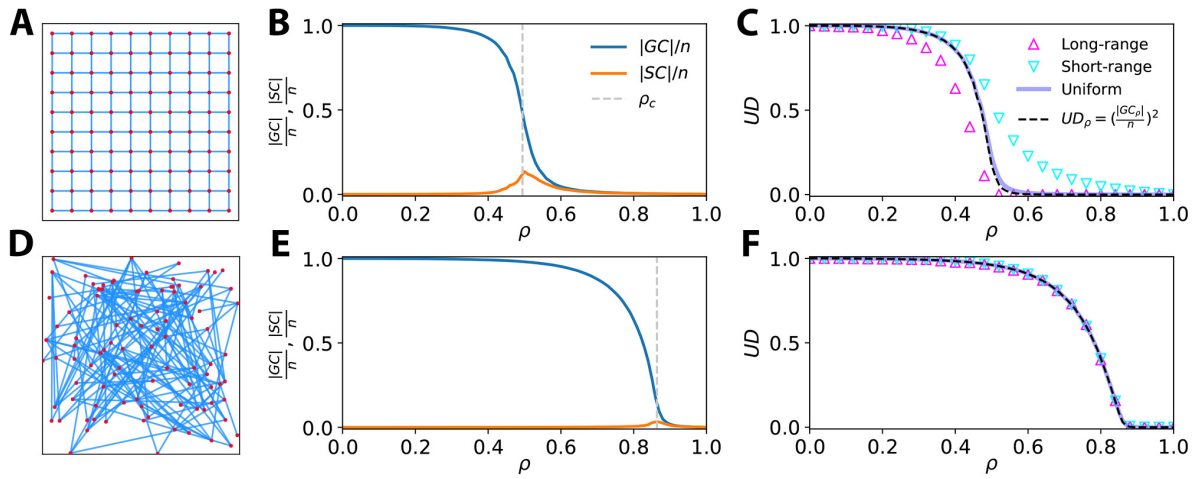 A
B
C
|GC|/n , |SC|/n
1.0
0.5
0.0
0.0 0.2 0.4 0.6 0.8 1.0
ρ
|GC|/n
|SC|/n
ρc
UD
1.0
0.5
0.0
0.0 0.2 0.4 0.6 0.8 1.0
ρ
Long-range
Short-range
Uniform
UDρ = (|GCρ|/n)²
D
E
F
|GC|/n , |SC|/n
1.0
0.5
0.0
0.0 0.2 0.4 0.6 0.8 1.0
ρ
UD
1.0
0.5
0.0
0.0 0.2 0.4 0.6 0.8 1.0
ρ